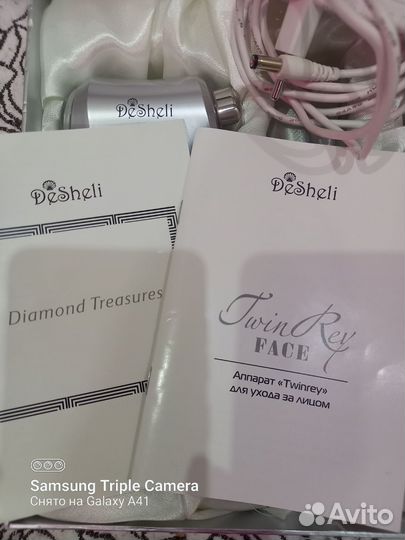 DeSheli
DeSheli
Diamond Treasures
DeSheli
TwinRey
FACE
Аппарат «Twinrey»
для ухода за лицом
Samsung Triple Camera
Снято на Galaxy A41
Avito